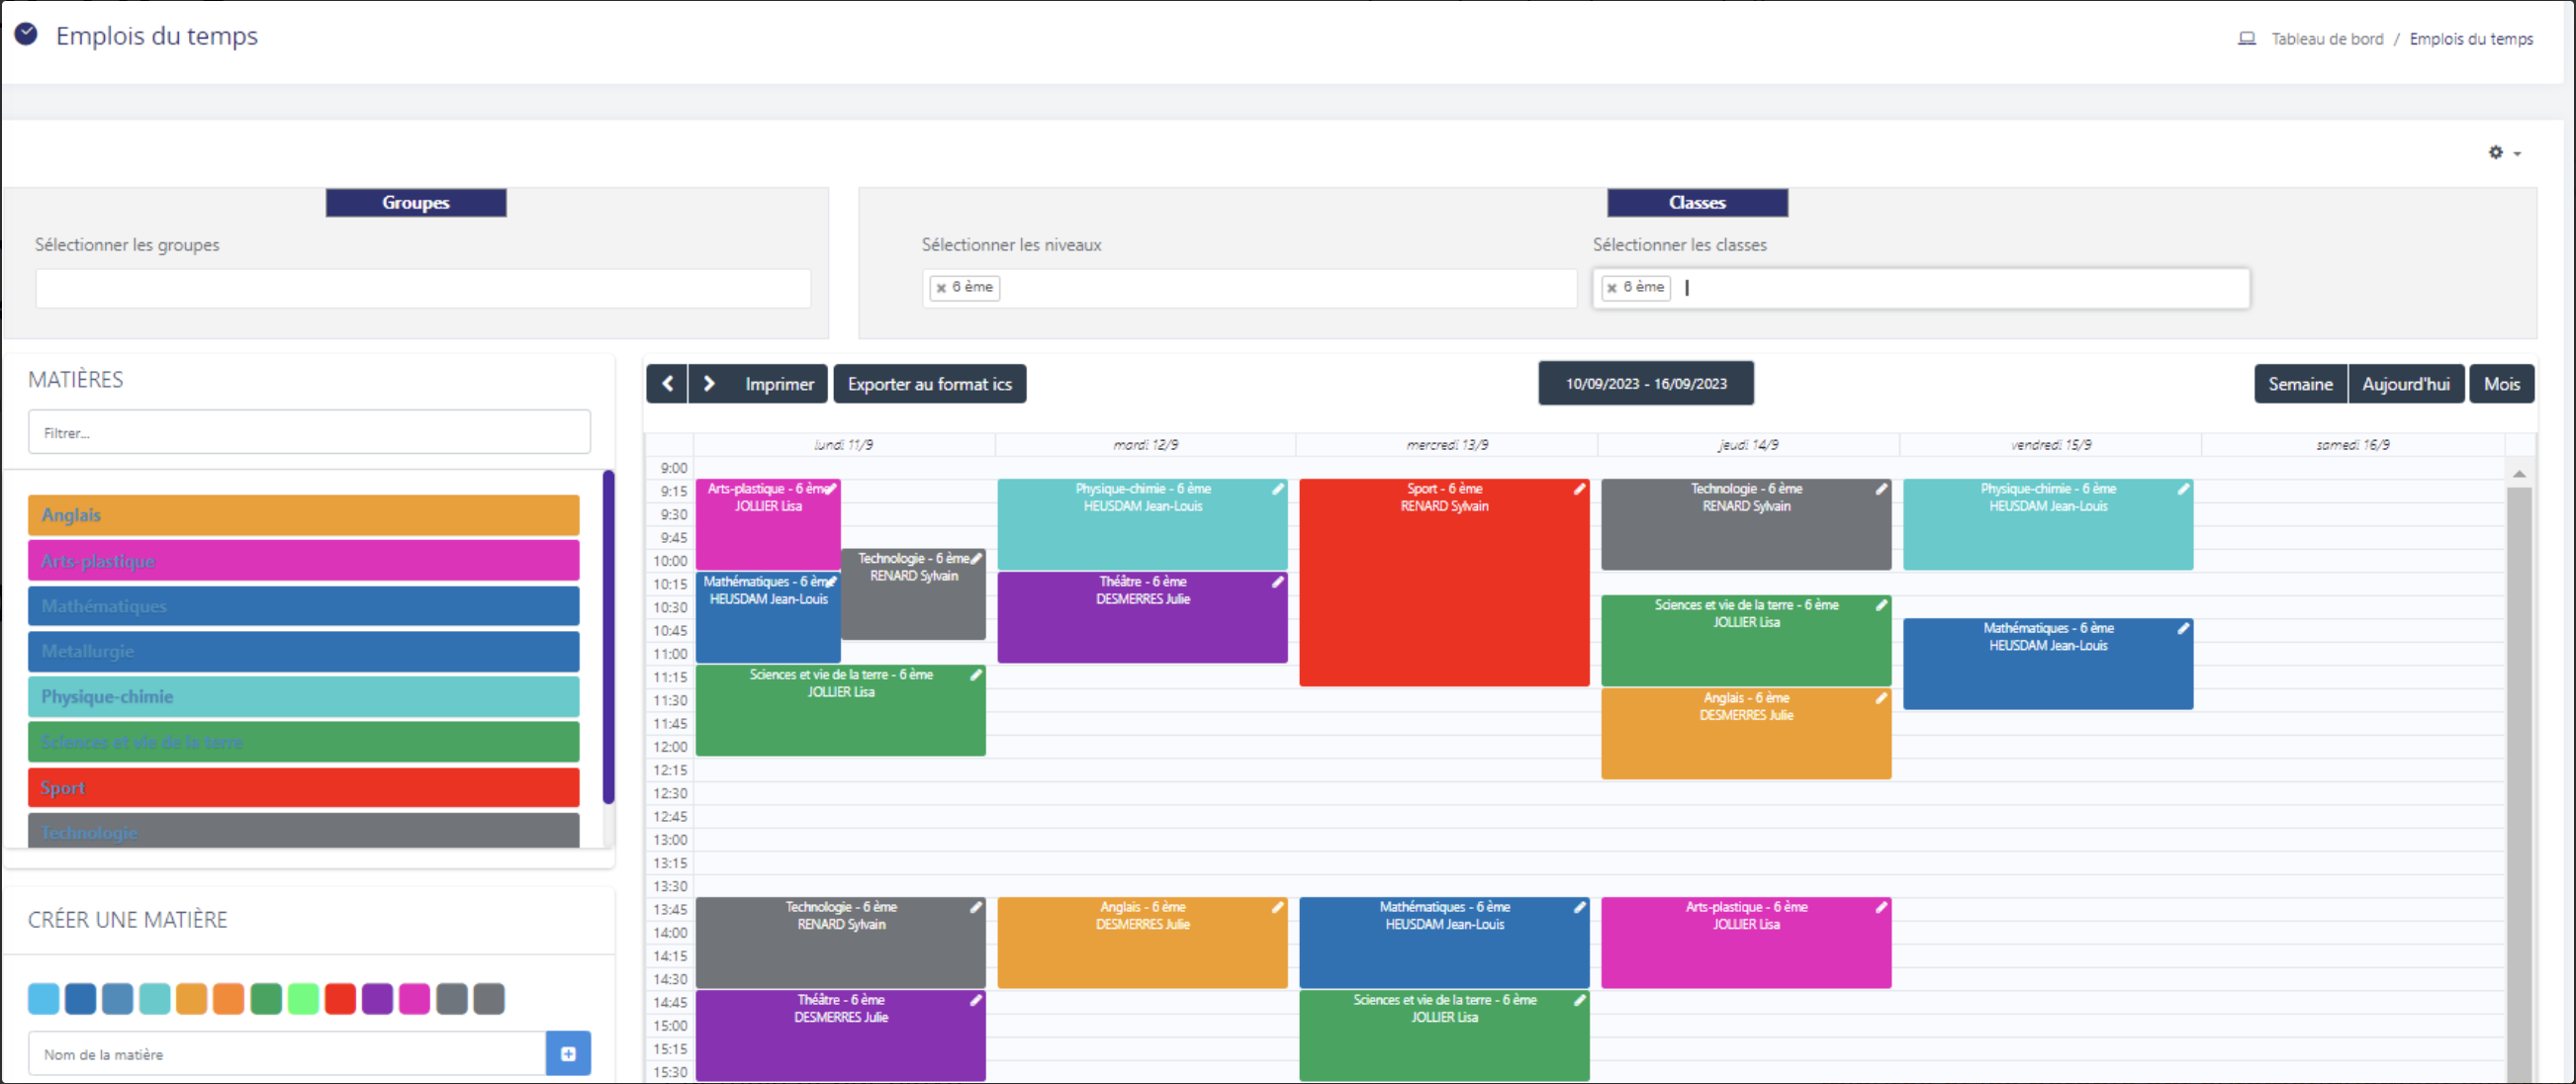 Emplois du temps
Tableau de bord / Emplois du temps
Groupes
Sélectionner les groupes
Classes
Sélectionner les niveaux
Sélectionner les classes
× 6 ème
× 6 ème
MATIÈRES
Filtrer...
Anglais
Arts-plastique
Mathématiques
Metallurgie
Physique-chimie
Sciences et vie de la terre
Sport
Technologie
CRÉER UNE MATIÈRE
Nom de la matière
Imprimer
Exporter au format ics
10/09/2023 - 16/09/2023
Semaine
Aujourd'hui
Mois
lundi 11/9
mardi 12/9
mercredi 13/9
jeudi 14/9
vendredi 15/9
samedi 16/9
9:00
9:15
9:30
9:45
10:00
10:15
10:30
10:45
11:00
11:15
11:30
11:45
12:00
12:15
12:30
12:45
13:00
13:15
13:30
13:45
14:00
14:15
14:30
14:45
15:00
15:15
15:30
Arts-plastique - 6 ème
JOLLIER Lisa
Technologie - 6 ème
RENARD Sylvain
Mathématiques - 6 ème
HEUSDAM Jean-Louis
Sciences et vie de la terre - 6 ème
JOLLIER Lisa
Technologie - 6 ème
RENARD Sylvain
Théâtre - 6 ème
DESMERRES Julie
Physique-chimie - 6 ème
HEUSDAM Jean-Louis
Théâtre - 6 ème
DESMERRES Julie
Anglais - 6 ème
DESMERRES Julie
Sport - 6 ème
RENARD Sylvain
Mathématiques - 6 ème
HEUSDAM Jean-Louis
Sciences et vie de la terre - 6 ème
JOLLIER Lisa
Technologie - 6 ème
RENARD Sylvain
Sciences et vie de la terre - 6 ème
JOLLIER Lisa
Anglais - 6 ème
DESMERRES Julie
Arts-plastique - 6 ème
JOLLIER Lisa
Physique-chimie - 6 ème
HEUSDAM Jean-Louis
Mathématiques - 6 ème
HEUSDAM Jean-Louis